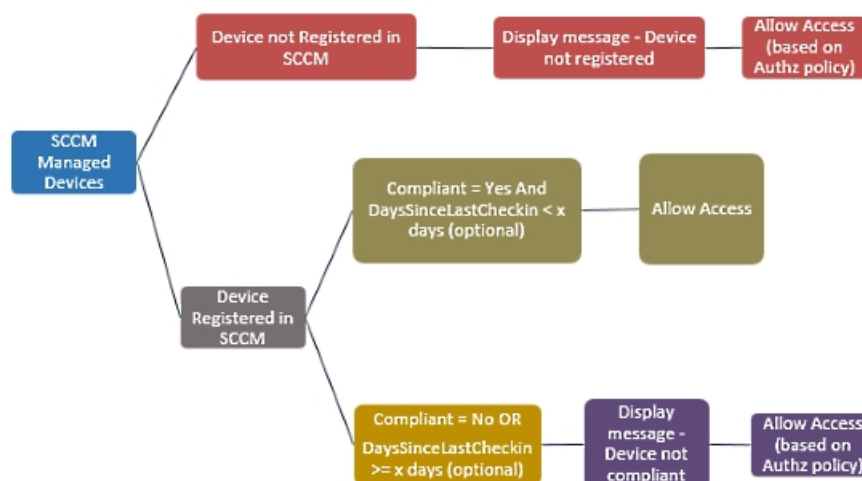 Device not Registered in
SCCM
Display message - Device
not registered
Allow Access
(based on
Authz policy)
SCCM
Managed
Devices
Compliant = Yes And
DaysSinceLastCheckin < x
days (optional)
Allow Access
Device
Registered in
SCCM
Compliant = No OR
DaysSinceLastCheckin
>= x days (optional)
Display
message -
Device not
compliant
Allow Access
(based on
Authz policy)